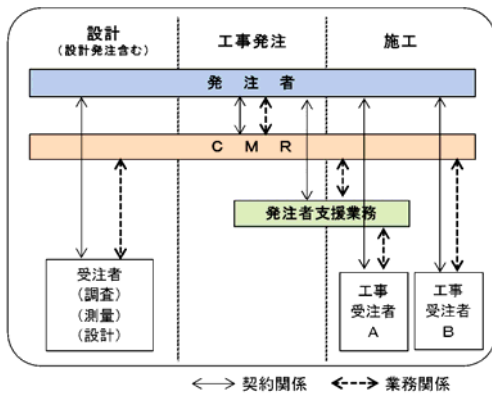 設計
(設計発注含む)
工事発注
施工
発 注 者
C M R
発注者支援業務
受注者
(調査)
(測量)
(設計)
工事
受注者
A
工事
受注者
B
契約関係
業務関係